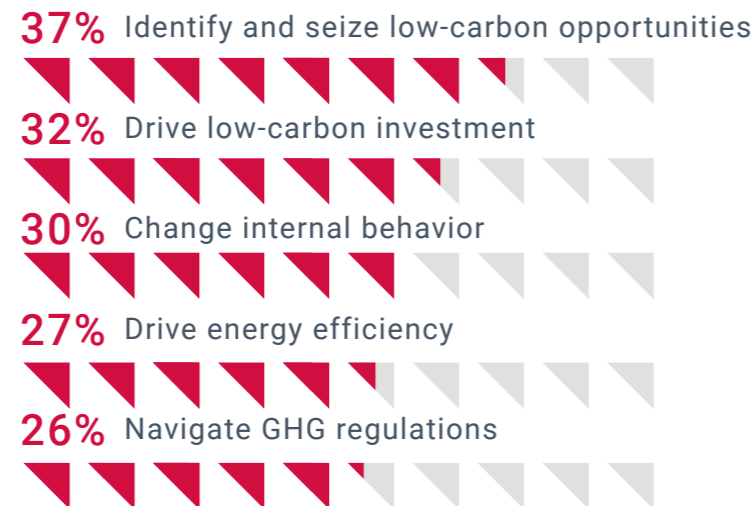 37% Identify and seize low-carbon opportunities
32% Drive low-carbon investment
30% Change internal behavior
27% Drive energy efficiency
26% Navigate GHG regulations